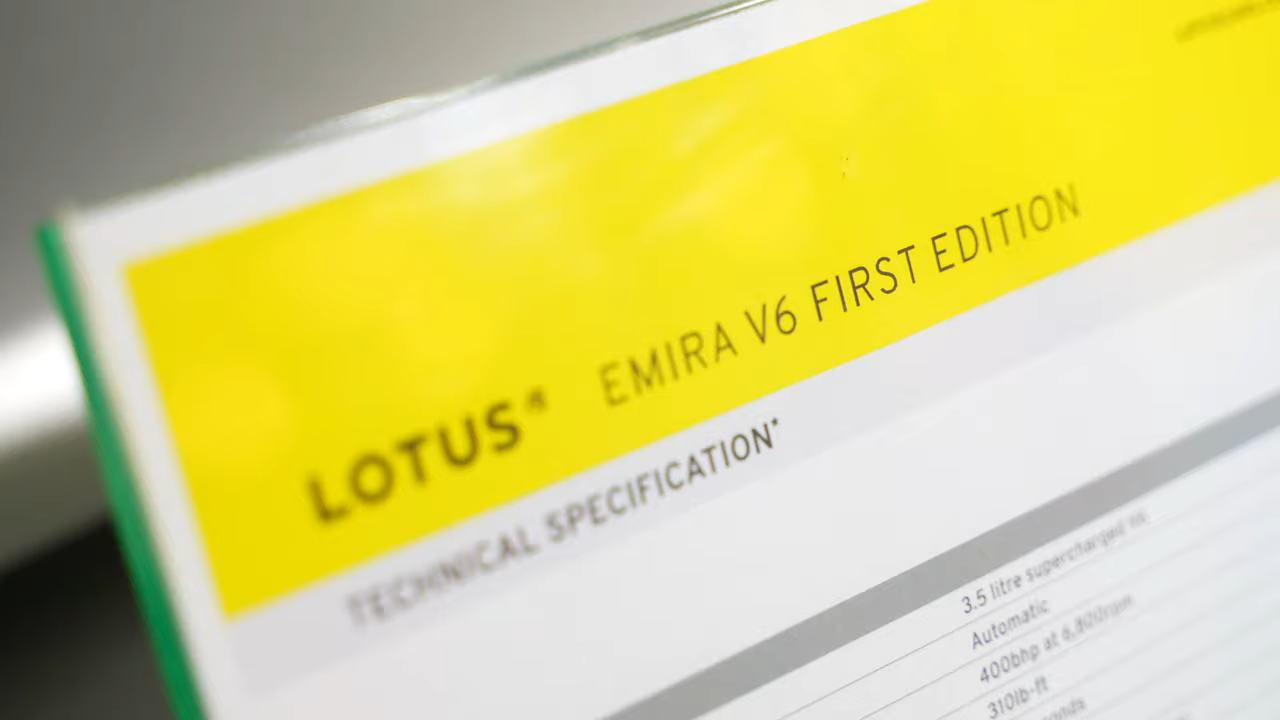 LOTUS® EMIRA V6 FIRST EDITION
TECHNICAL SPECIFICATION*
3.5 litre supercharged V6
Automatic
400bhp at 6,800rpm
310lb-ft